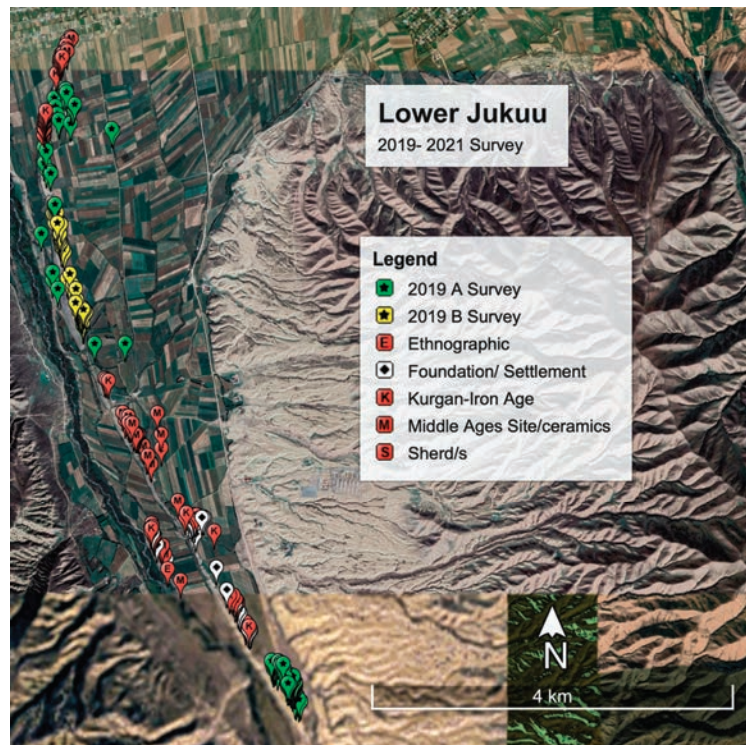 Lower Jukuu
2019- 2021 Survey
Legend
2019 A Survey
2019 B Survey
E Ethnographic
Foundation/ Settlement
K Kurgan-Iron Age
M Middle Ages Site/ceramics
S Sherd/s
M
K
K
K
M
M
M
M
M
K
K
K
E
M
K
N
4 km